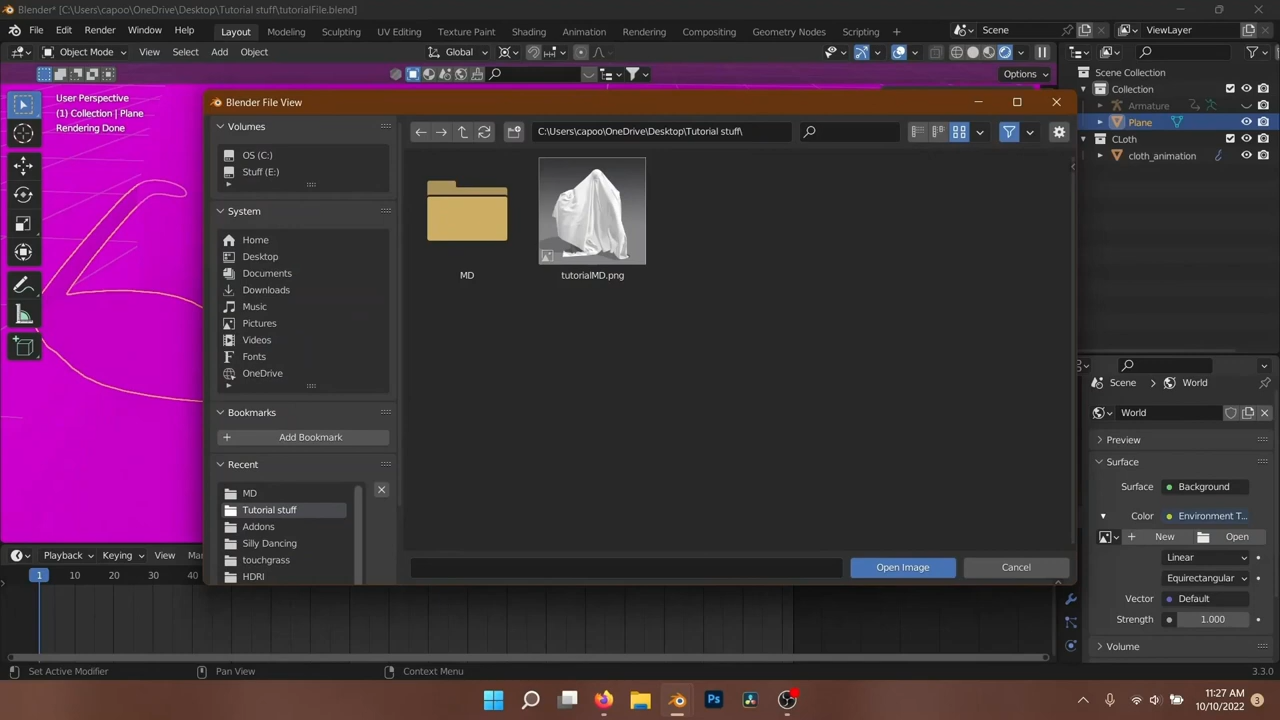 Blender* [C:\Users\capoo\OneDrive\Desktop\Tutorial stuff\tutorialFile.blend]
File Edit Render Window Help Layout Modeling Sculpting UV Editing Texture Paint Shading Animation Rendering Compositing Geometry Nodes Scripting + Scene ViewLayer
Object Mode View Select Add Object Global
Options
Scene Collection
Collection
Armature
Plane
CLoth
cloth_animation
User Perspective
(1) Collection | Plane
Rendering Done
Blender File View
Volumes
OS (C:)
Stuff (E:)
System
Home
Desktop
Documents
Downloads
Music
Pictures
Videos
Fonts
OneDrive
Bookmarks
Add Bookmark
Recent
MD
Tutorial stuff
Addons
Silly Dancing
touchgrass
HDRI
C:\Users\capoo\OneDrive\Desktop\Tutorial stuff\
MD
tutorialMD.png
Open Image Cancel
Scene World
World
Preview
Surface
Surface Background
Color Environment T...
New Open
Linear
Equirectangular
Vector Default
Strength 1.000
Volume
Playback Keying View
1 10 20 30 40
Set Active Modifier Pan View Context Menu 3.3.0
Ps
11:27 AM
10/10/2022
3